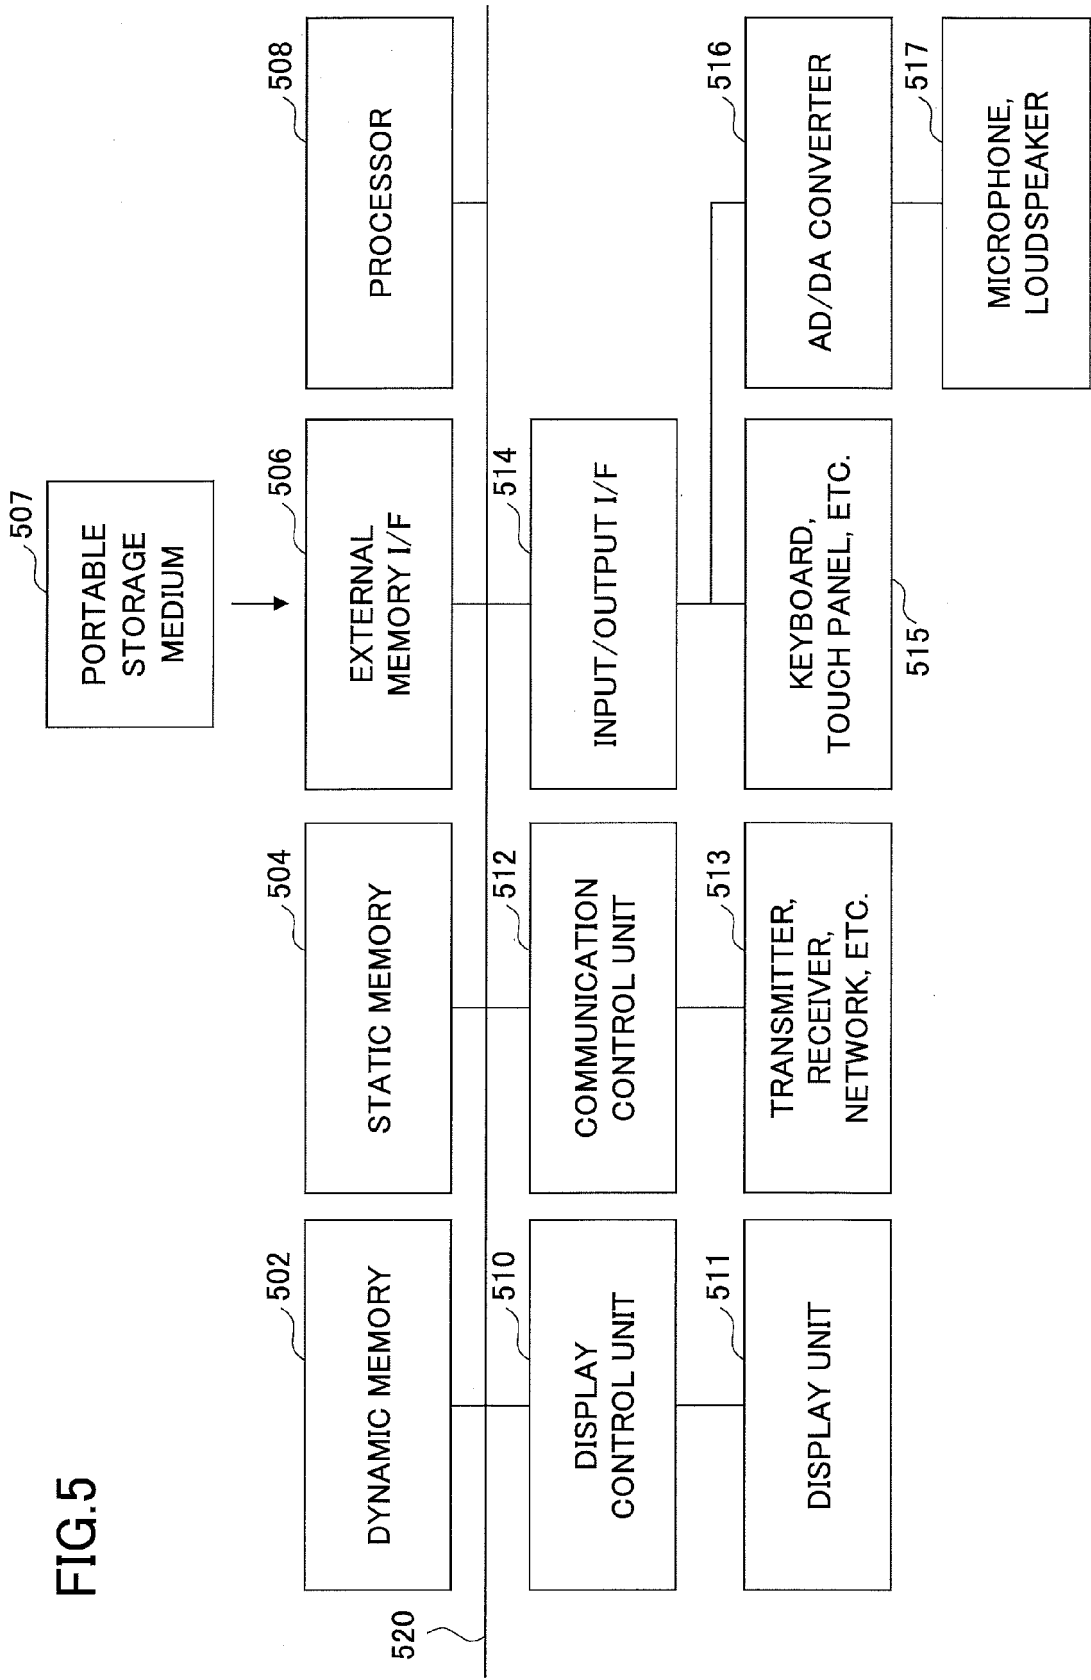 FIG.5
507
PORTABLE
STORAGE
MEDIUM
502
DYNAMIC MEMORY
504
STATIC MEMORY
506
EXTERNAL
MEMORY I/F
508
PROCESSOR
520
510
DISPLAY
CONTROL UNIT
512
COMMUNICATION
CONTROL UNIT
514
INPUT/OUTPUT I/F
511
DISPLAY UNIT
513
TRANSMITTER,
RECEIVER,
NETWORK, ETC.
KEYBOARD,
TOUCH PANEL, ETC.
515
516
AD/DA CONVERTER
517
MICROPHONE,
LOUDSPEAKER